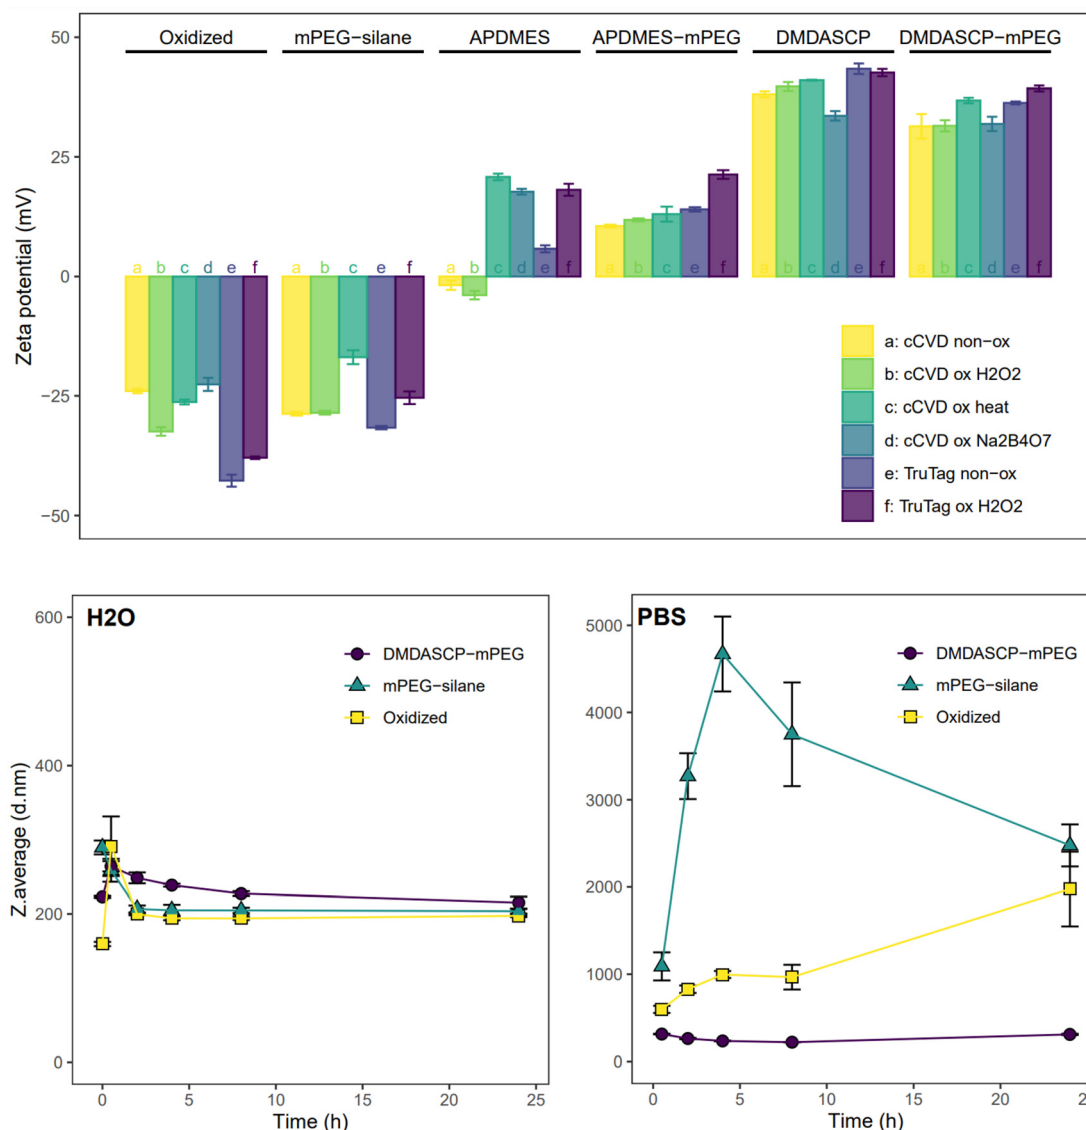 Oxidized mPEG−silane APDMES APDMES−mPEG DMDASCP DMDASCP−mPEG
Zeta potential (mV)
50
25
0
−25
−50
a b c d e f
a b c e f
a b c d e f
a b c e f
a b c d e f
a b c d e f
a: cCVD non−ox
b: cCVD ox H2O2
c: cCVD ox heat
d: cCVD ox Na2B4O7
e: TruTag non−ox
f: TruTag ox H2O2
H2O
Z.average (d.nm)
600
400
200
0
DMDASCP−mPEG
mPEG−silane
Oxidized
0 5 10 15 20 25
Time (h)
PBS
5000
4000
3000
2000
1000
0
DMDASCP−mPEG
mPEG−silane
Oxidized
0 5 10 15 20 2
Time (h)